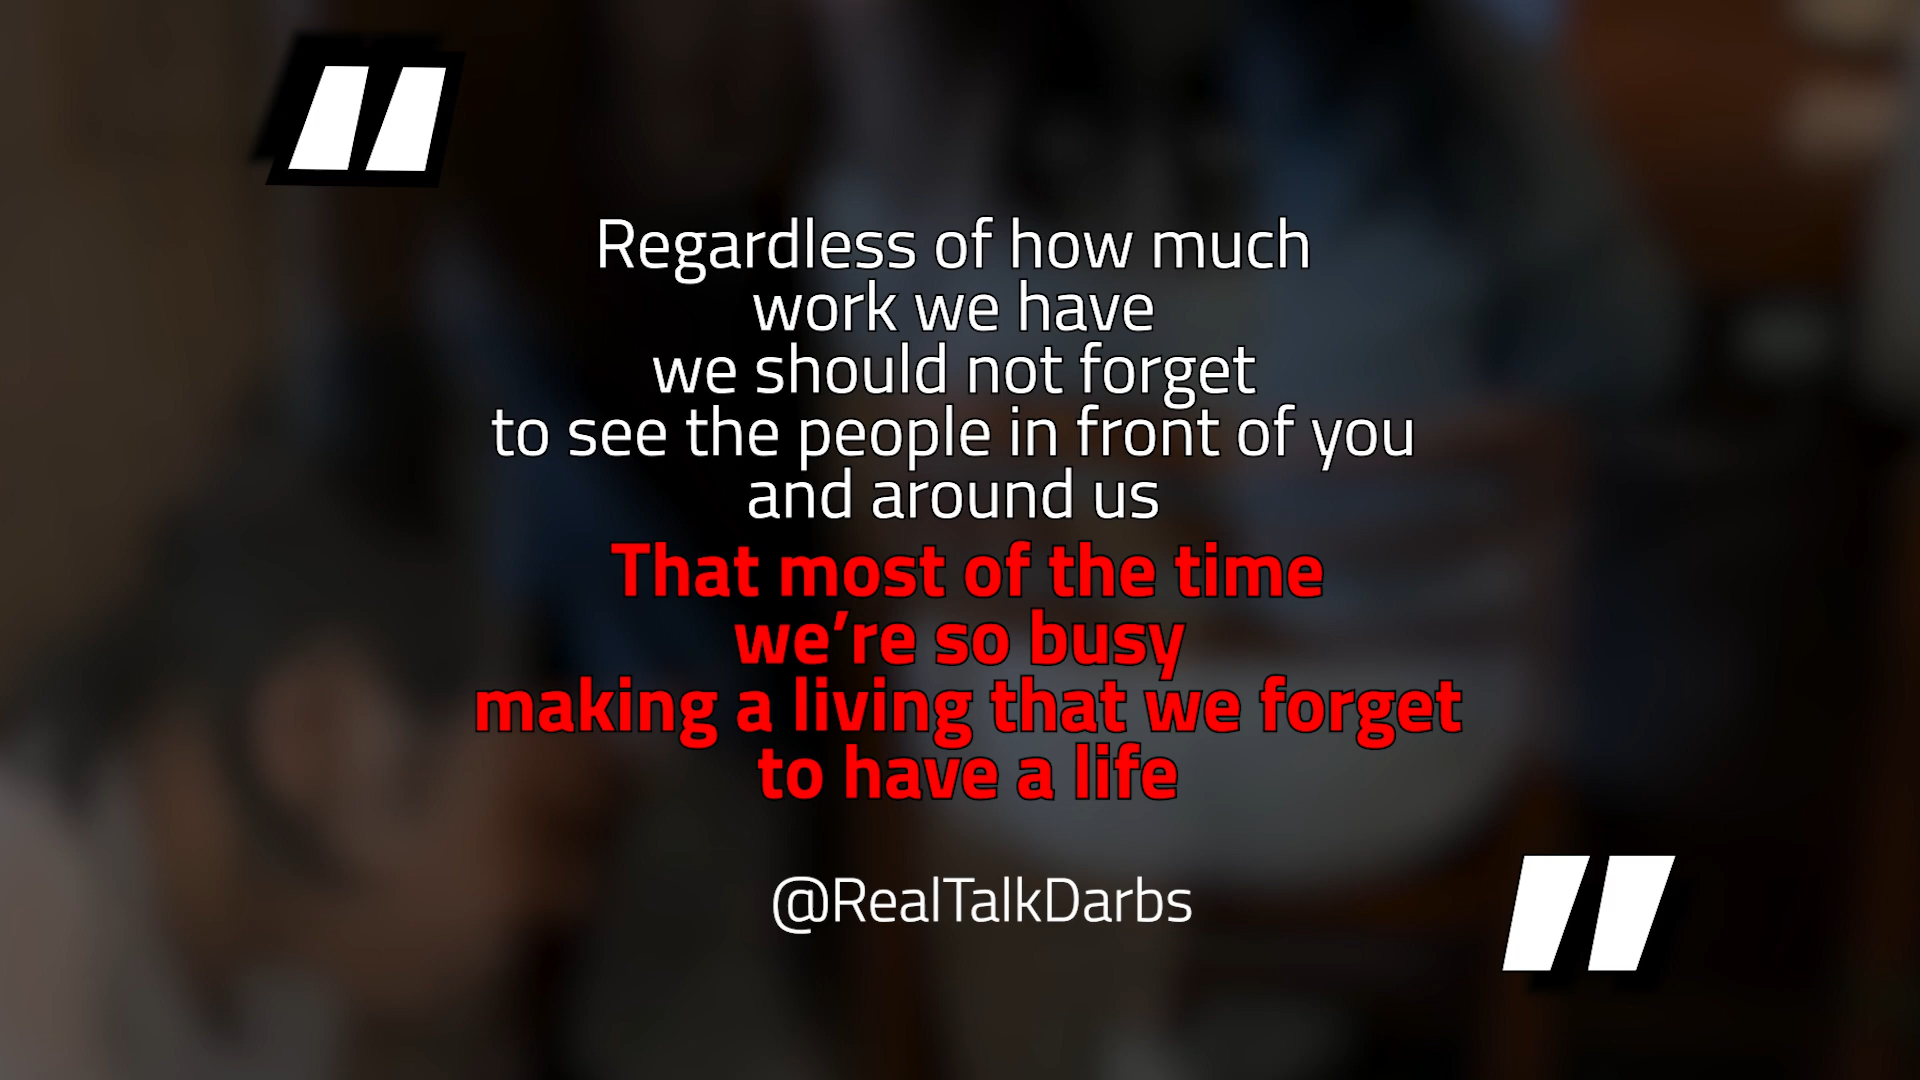 "
Regardless of how much
work we have
we should not forget
to see the people in front of you
and around us
That most of the time
we’re so busy
making a living that we forget
to have a life
@RealTalkDarbs
"